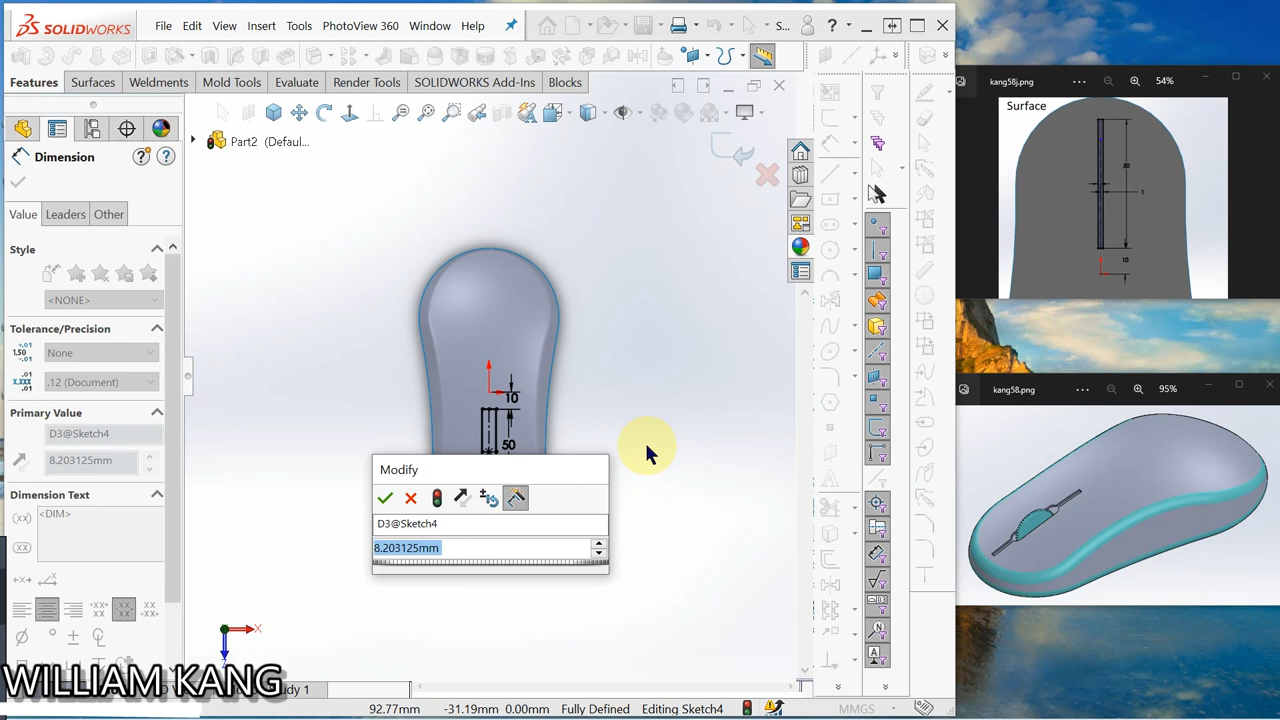 SOLIDWORKS
File Edit View Insert Tools PhotoView 360 Window Help
S...
?
Features Surfaces Weldments Mold Tools Evaluate Render Tools SOLIDWORKS Add-Ins Blocks
Part2 (Defaul...
Dimension
Value Leaders Other
Style
<NONE>
Tolerance/Precision
None
.12 (Document)
Primary Value
D3@Sketch4
8.203125mm
Dimension Text
<DIM>
10
50
Modify
D3@Sketch4
8.203125mm
X
WILLIAM KANG
udy 1
92.77mm -31.19mm 0.00mm Fully Defined Editing Sketch4
MMGS
kang58j.png
54%
Surface
50
1
10
kang58.png
95%